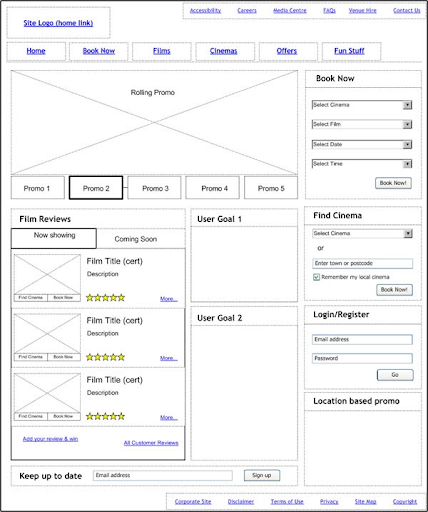 Accessibility Careers Media Centre FAQs Venue Hire Contact Us
Site Logo (home link)
Home Book Now Films Cinemas Offers Fun Stuff
Rolling Promo
Promo 1 Promo 2 Promo 3 Promo 4 Promo 5
Book Now
Select Cinema
Select Film
Select Date
Select Time
Book Now!
Film Reviews
Now showing Coming Soon
Film Title (cert)
Description
Find Cinema Book Now
More...
Film Title (cert)
Description
Find Cinema Book Now
More...
Film Title (cert)
Description
Find Cinema Book Now
More...
Add your review & win All Customer Reviews
User Goal 1
User Goal 2
Find Cinema
Select Cinema
or
Enter town or postcode
Remember my local cinema
Book Now!
Login/Register
Email address
Password
Go
Location based promo
Keep up to date Email address Sign up
Corporate Site Disclaimer Terms of Use Privacy Site Map Copyright